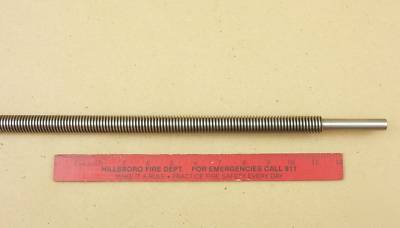 HILLSBORO FIRE DEPT. FOR EMERGENCIES CALL 911
MAKE IT A RULE • PRACTICE FIRE SAFETY EVERY DAY